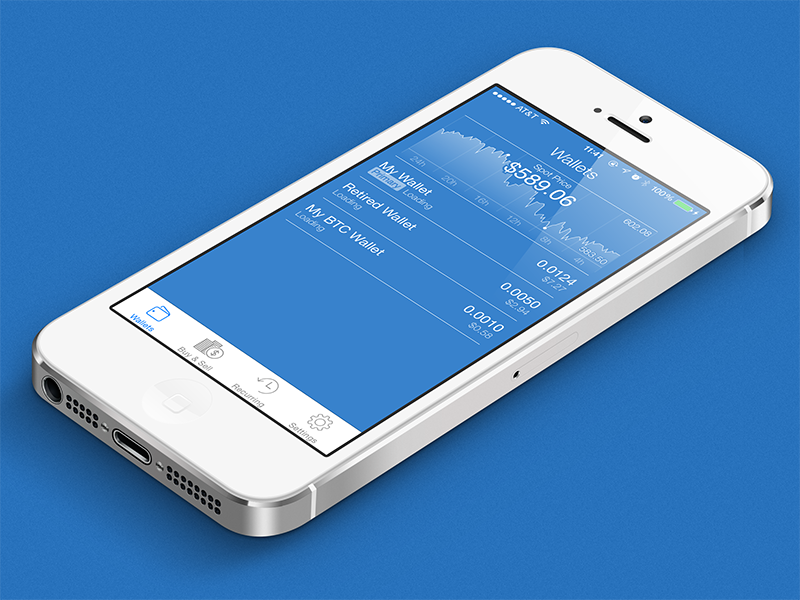 AT&T 11:41 100%
Wallets
Spot Price
$589.06
602.08
583.50
24h 20h 16h 12h 8h 4h
My Wallet 0.0124
Primary Loading $7.27
Retired Wallet 0.0050
Loading $2.94
My BTC Wallet 0.0010
Loading $0.58
Wallets Buy & Sell Recurring Settings